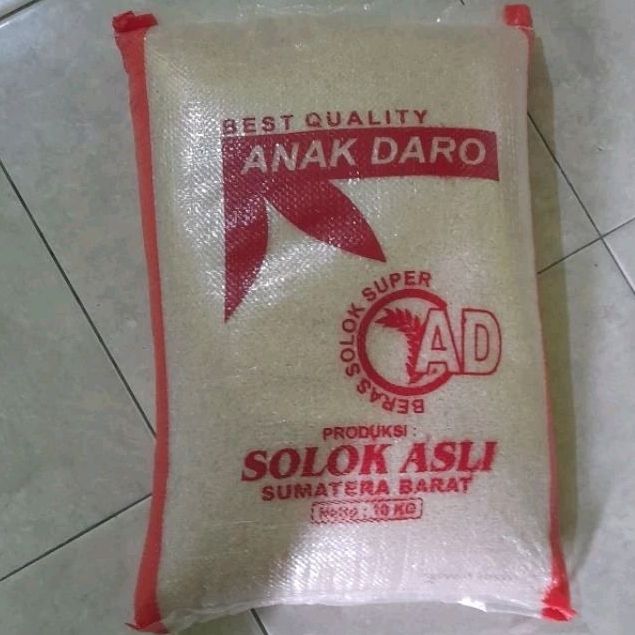 BEST QUALITY
ANAK DARO
BERAS SOLOK SUPER
AD
PRODUKSI :
SOLOK ASLI
SUMATERA BARAT
Netto : 10 KG